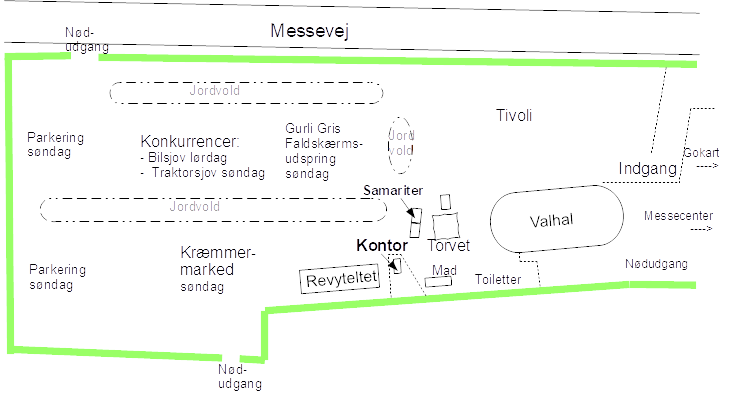 Messevej
Nød-
udgang
Jordvold
Tivoli
Parkering
søndag
Konkurrencer:
- Bilsjov lørdag
- Traktorsjov søndag
Gurli Gris
Faldskærms-
udspring
søndag
Jord
vold
Gokart
---->
Indgang
Samariter
Jordvold
Valhal
Messecenter
---->
Kontor
Torvet
Kræmmer-
marked
søndag
Parkering
søndag
Revyteltet
Mad
Toiletter
Nødudgang
Nød-
udgang